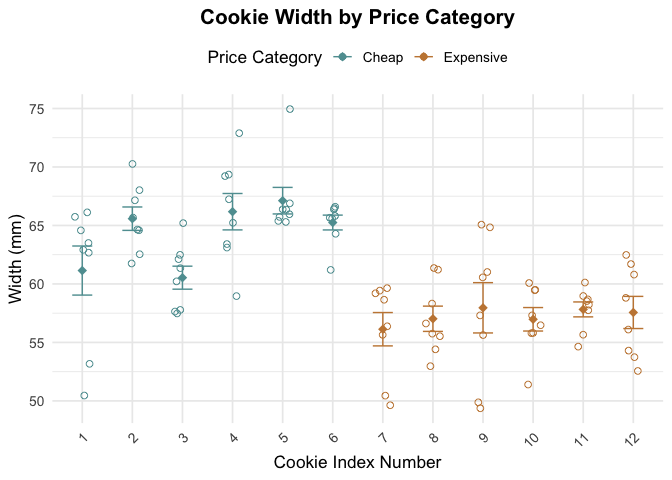 Cookie Width by Price Category
Price Category Cheap Expensive
75
70
65
60
55
50
Width (mm)
1 2 3 4 5 6 7 8 9 10 11 12
Cookie Index Number